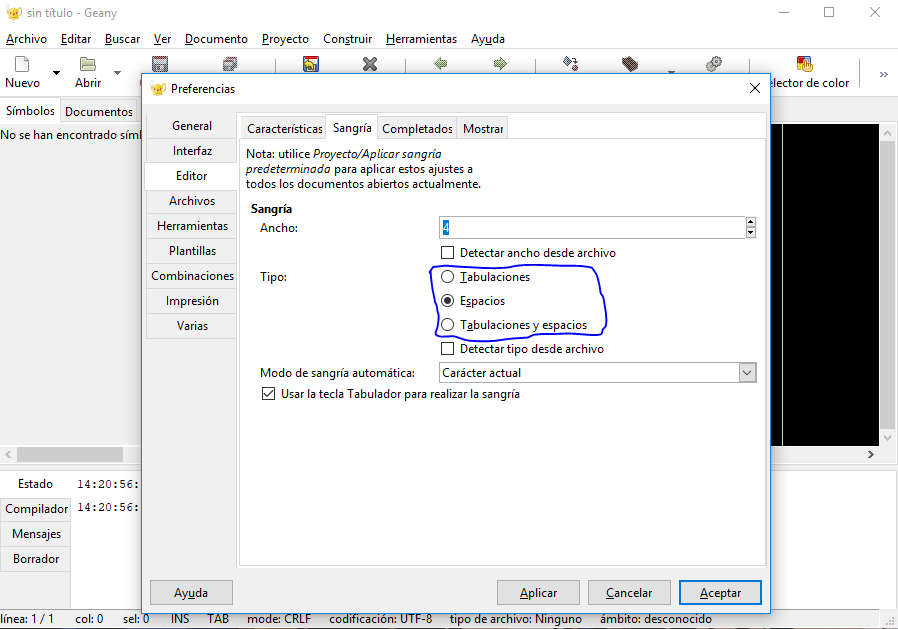 sin título - Geany
Archivo Editar Buscar Ver Documento Proyecto Construir Herramientas Ayuda
Nuevo Abrir elector de color »
Símbolos Documentos
No se han encontrado
Preferencias
General
Interfaz
Editor
Archivos
Herramientas
Plantillas
Combinaciones
Impresión
Varias
Características Sangría Completados Mostrar
Nota: utilice Proyecto/Aplicar sangría
predeterminada para aplicar estos ajustes a
todos los documentos abiertos actualmente.
Sangría
Ancho: 4
Detectar ancho desde archivo
Tipo: Tabulaciones
Espacios
Tabulaciones y espacios
Detectar tipo desde archivo
Modo de sangría automática: Carácter actual
Usar la tecla Tabulador para realizar la sangría
Ayuda Aplicar Cancelar Aceptar
Estado 14:20:56:
Compilador 14:20:56:
Mensajes
Borrador
línea: 1 / 1 col: 0 sel: 0 INS TAB mode: CRLF codificación: UTF-8 tipo de archivo: Ninguno ámbito: desconocido